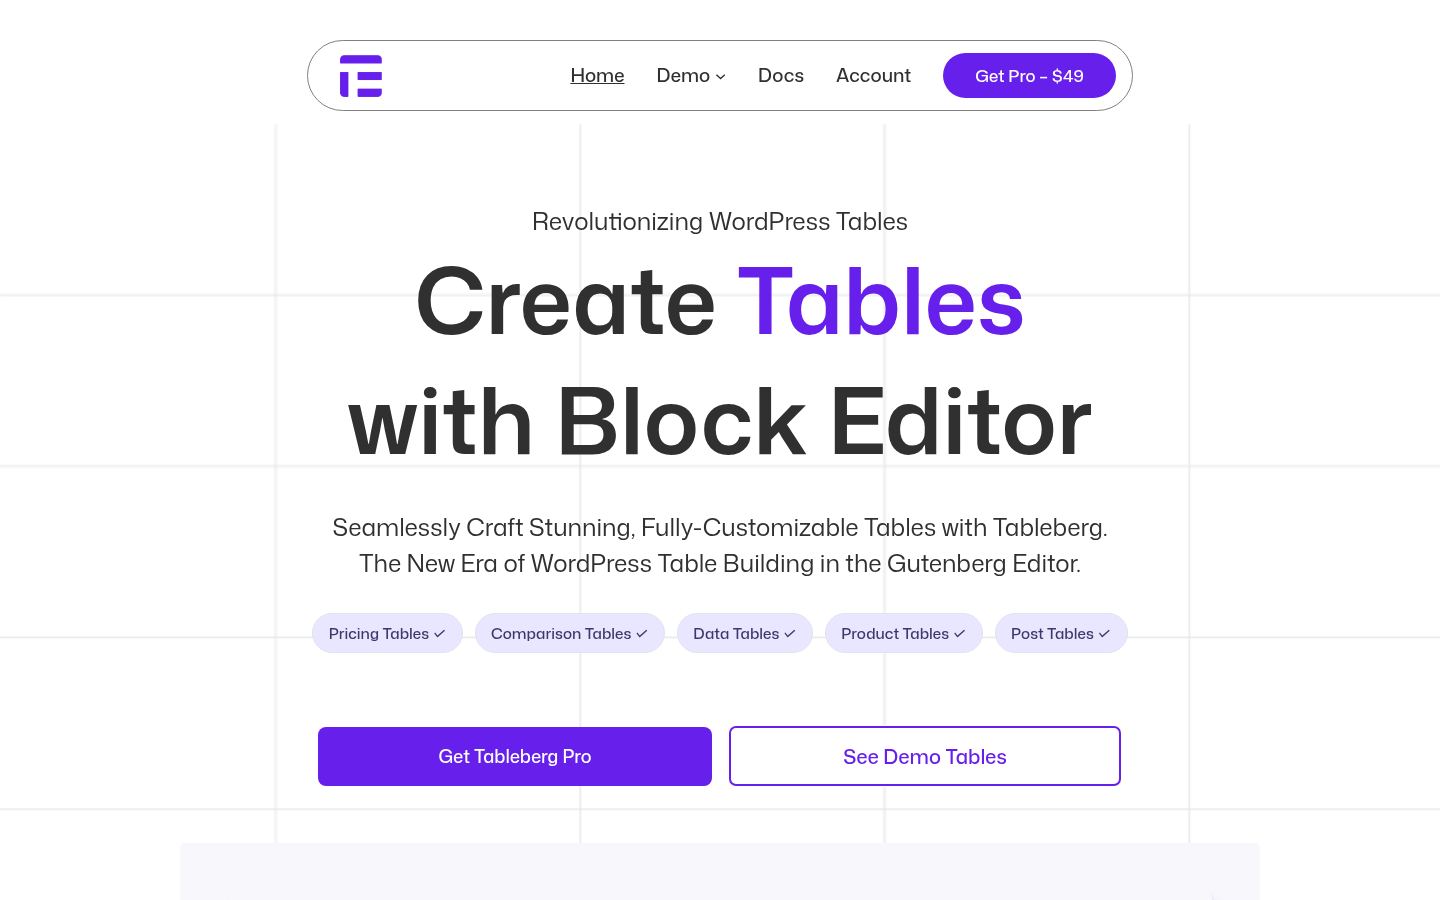 Home Demo Docs Account Get Pro – $49
Revolutionizing WordPress Tables
Create Tables
with Block Editor
Seamlessly Craft Stunning, Fully-Customizable Tables with Tableberg.
The New Era of WordPress Table Building in the Gutenberg Editor.
Pricing Tables ✓ Comparison Tables ✓ Data Tables ✓ Product Tables ✓ Post Tables ✓
Get Tableberg Pro See Demo Tables